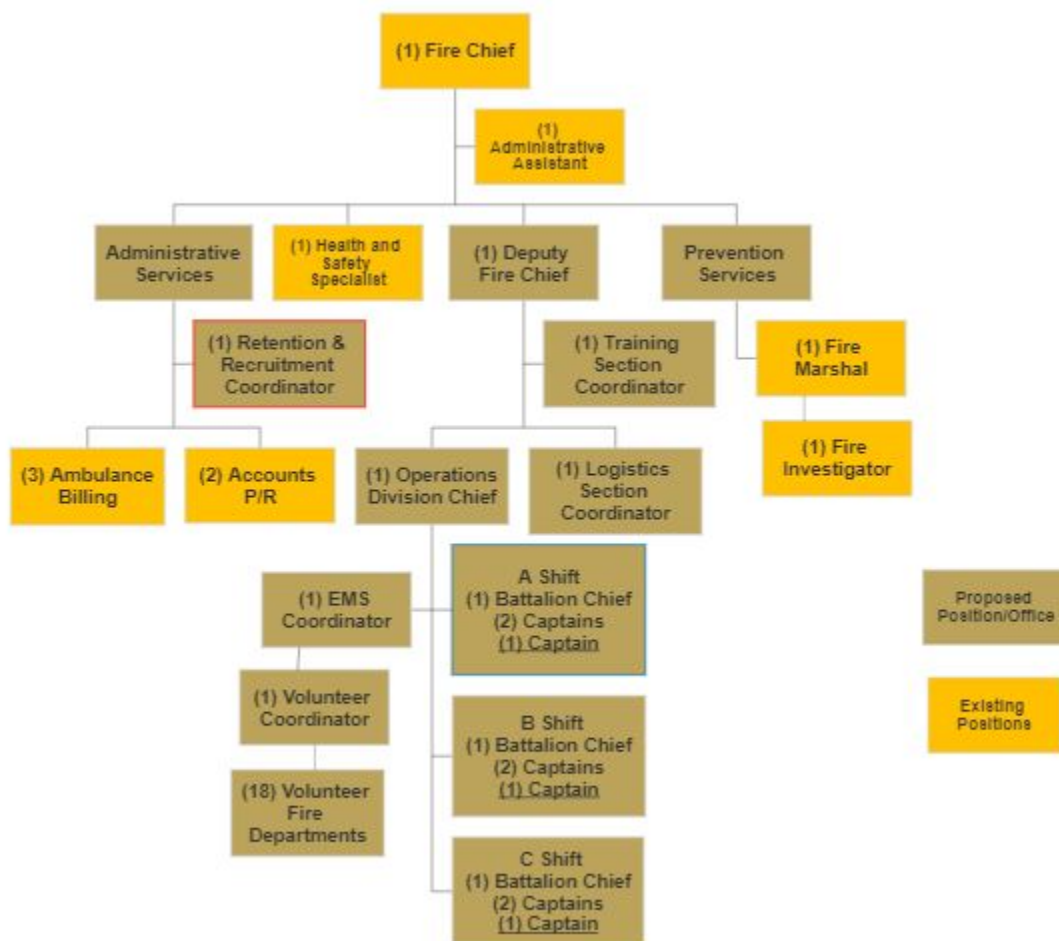 (1) Fire Chief
(1)
Administrative
Assistant
Administrative
Services
(1) Health and
Safety
Specialist
(1) Deputy
Fire Chief
Prevention
Services
(1) Retention &
Recruitment
Coordinator
(1) Training
Section
Coordinator
(1) Fire
Marshal
(1) Fire
Investigator
(3) Ambulance
Billing
(2) Accounts
P/R
(1) Operations
Division Chief
(1) Logistics
Section
Coordinator
(1) EMS
Coordinator
A Shift
(1) Battalion Chief
(2) Captains
(1) Captain
(1) Volunteer
Coordinator
B Shift
(1) Battalion Chief
(2) Captains
(1) Captain
(18) Volunteer
Fire
Departments
C Shift
(1) Battalion Chief
(2) Captains
(1) Captain
Proposed
Position/Office
Existing
Positions